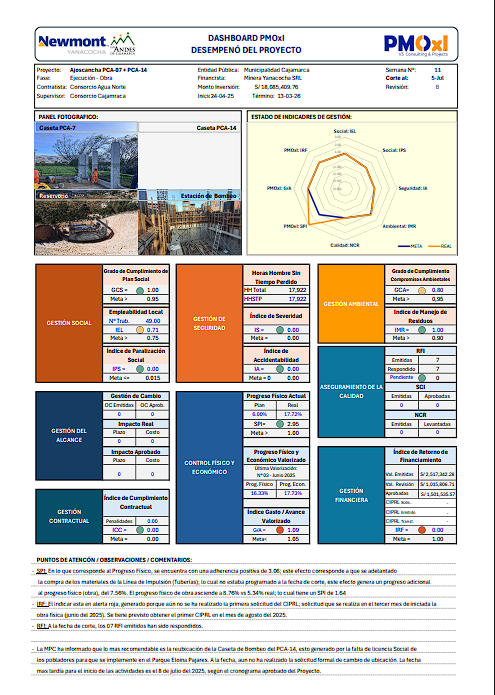 Newmont
YANACOCHA
LOS ANDES
DE CAJAMARCA
DASHBOARD PMOxI
DESEMPEÑO DEL PROYECTO
PMOxI
Consulting & Projects
Proyecto: Ajoscancha PCA-07 + PCA-14
Entidad Pública: Municipalidad Cajamarca
Semana N°: 11
Fase: Ejecución - Obra
Financista: Minera Yanacocha SRL
Corte al: 5-Jul
Contratista: Consorcio Agua Norte
Monto Inversión: S/ 18,685,409.76
Revisión: B
Supervisor: Consorcio Cajamarca
Inicio 24-04-25 Término: 13-03-26
PANEL FOTOGRAFICO:
Caseta PCA-7
Caseta PCA-14
Reservorio
Estación de Bombeo
ESTADO DE INDICADRES DE GESTIÓN:
Social: IEL
Social: IPS
Seguridad: IA
Ambiental: IMR
Calidad: NCR
PMOxI: SPI
PMOxI: G/A
PMOxI: IRF
META
REAL
GESTIÓN SOCIAL
Grado de Cumplimiento de
Plan Social
GCS = 1.00
Meta > 0.95
Empleabilidad Local
N° Trab. 49.00
IEL = 0.71
Meta > 0.75
Índice de Paralización
Social
IPS = 0.00
Meta <= 0.015
GESTIÓN DE
SEGURIDAD
Horas Hombre Sin
Tiempo Perdido
HH Total 17,922
HHSTP 17,922
Índice de Severidad
IS = 0.00
Meta = 0.00
Índice de
Accidentabilidad
IA = 0.00
Meta = 0 0.00
GESTIÓN AMBIENTAL
Grado de Cumplimiento
Compromisos Ambientales
GCA= 0.80
Meta > 0,95
Índice de Manejo de
Residuos
IMR = 1.00
Meta > 0.90
ASEGURAMIENTO DE LA
CALIDAD
RFI
Emitidas 7
Respondido 7
Pendiente 0
SCI
Emitidas Aprobadas
0 0
NCR
Emitidas Levantadas
0 0
GESTIÓN DEL
ALCANCE
Gestión de Cambio
OC Emitidas OC Aprob.
0 0
Impacto Real
Plazo Costo
Impacto Aprobado
Plazo Costo
0 0
CONTROL FÍSICO Y
ECONÓMICO
Progreso Físico Actual
Plan Real
6.00% 17.72%
SPI= 2.95
Meta > 1.00
Progreso Físico y
Económico Valorizado
Última Valorización:
N°03 - Junio 2025
Prog. Físico Prog. Econ.
16.33% 17.73%
Índice Gasto / Avance
Valorizado
G/A = 1.09
Meta≤ 1.05
GESTIÓN
CONTRACTUAL
Índice de Cumplimiento
Contractual
Penalidades 0.00
ICC = 0.00
Meta = 0.00
GESTIÓN
FINANCIERA
Índice de Retorno de
Financiamiento
Val. Emitidas S/ 2,517,342.28
Val. Revisión S/ 1,015,806.71
Aprobadas S/ 1,501,535.57
CIPRL Solic. -
CIPRL Emitido -
CIPRL Transf. -
IRF = 0.00
Meta = 1.00
PUNTOS DE ATENCÓN / OBSERVACIONES / COMENTARIOS:
- SPI: En lo que corresponde al Progreso Físico, se encuentra con una adherencia positiva de 3.06; este efecto corresponde a que se adelantado
la compra de los materiales de la Línea de Impulsión (Tuberías); lo cual no estaba programado a la fecha de corte, este efecto genera un progreso adicional
al progreso físico (obra), del 7.56%. El progreso físico de obra asciende a 8.76% vs 5.34% real; lo cual tiene un SPI de 1.64
- IRF: El indicar esta en alerta roja, generado porque aún no se ha realizado la primera solicitud del CIPRL; solicitud que se realiza en el tercer mes de iniciada la
obra física (junio del 2025). Se tiene previsto obtener el primer CIPRL en el mes de agosto del 2025.
- RFI: A la fecha de corte, los 07 RFI emitidos han sido respondidos.
- La MPC ha informado que lo mas recomendable es la reubicación de la Caseta de Bombeo del PCA-14, esto generado por la falta de licencia Social de
los pobladores para que se implemente en el Parque Eloina Pajares. A la fecha, aun no ha realizado la solicitud formal de cambio de ubicación. La fecha
mas tardía para el inicio de las actividades es el 8 de julio del 2025, según el cronograma aprobado del Proyecto.